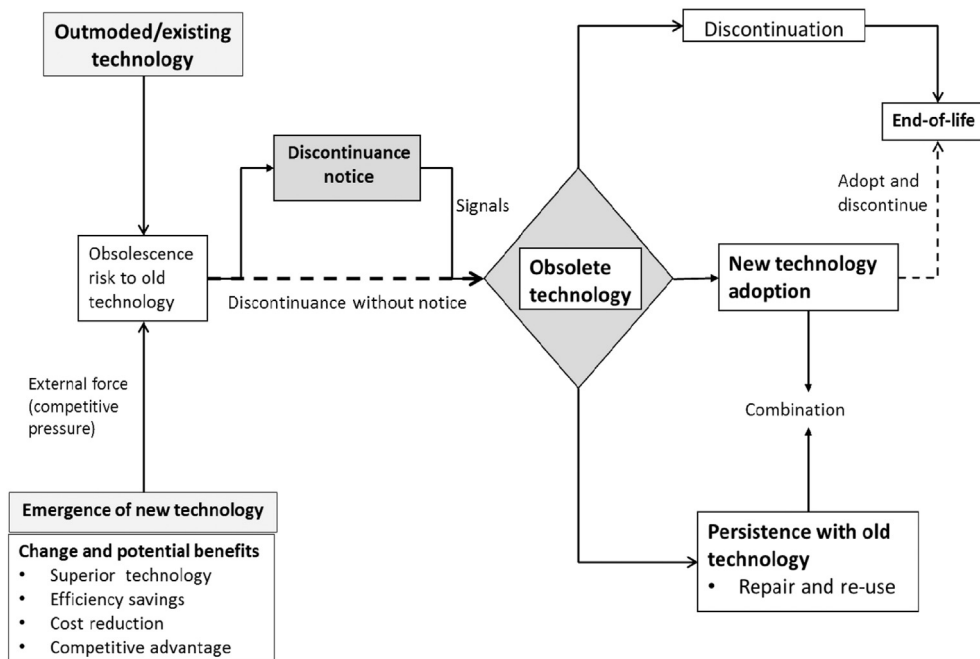 Outmoded/existing
technology
Discontinuation
End-of-life
Discontinuance
notice
Signals
Adopt and
discontinue
Obsolescence
risk to old
technology
Discontinuance without notice
Obsolete
technology
New technology
adoption
External force
(competitive
pressure)
Combination
Emergence of new technology
Change and potential benefits
• Superior technology
• Efficiency savings
• Cost reduction
• Competitive advantage
Persistence with old
technology
• Repair and re-use